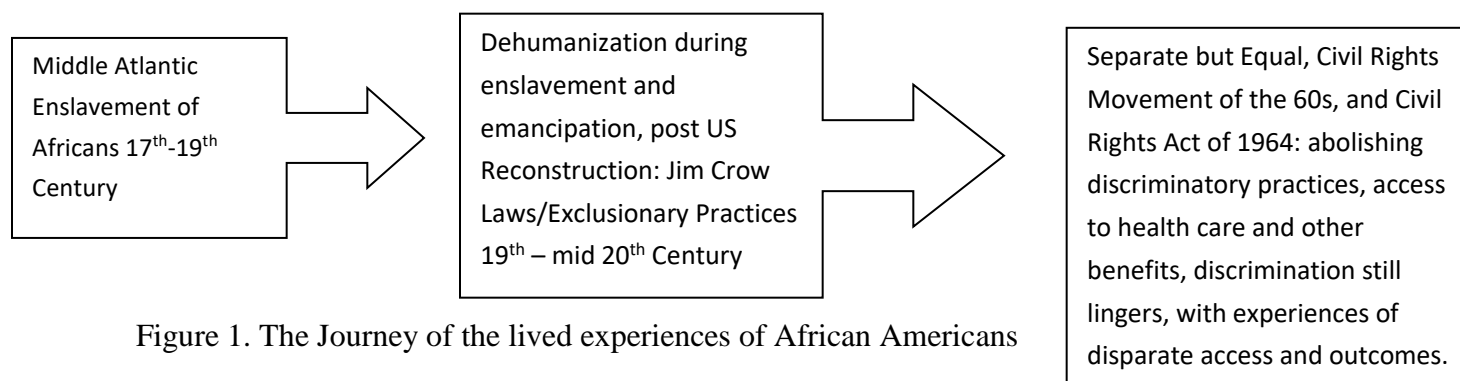 Middle Atlantic
Enslavement of
Africans 17th-19th
Century
Dehumanization during
enslavement and
emancipation, post US
Reconstruction: Jim Crow
Laws/Exclusionary Practices
19th – mid 20th Century
Separate but Equal, Civil Rights
Movement of the 60s, and Civil
Rights Act of 1964: abolishing
discriminatory practices, access
to health care and other
benefits, discrimination still
lingers, with experiences of
disparate access and outcomes.
Figure 1. The Journey of the lived experiences of African Americans